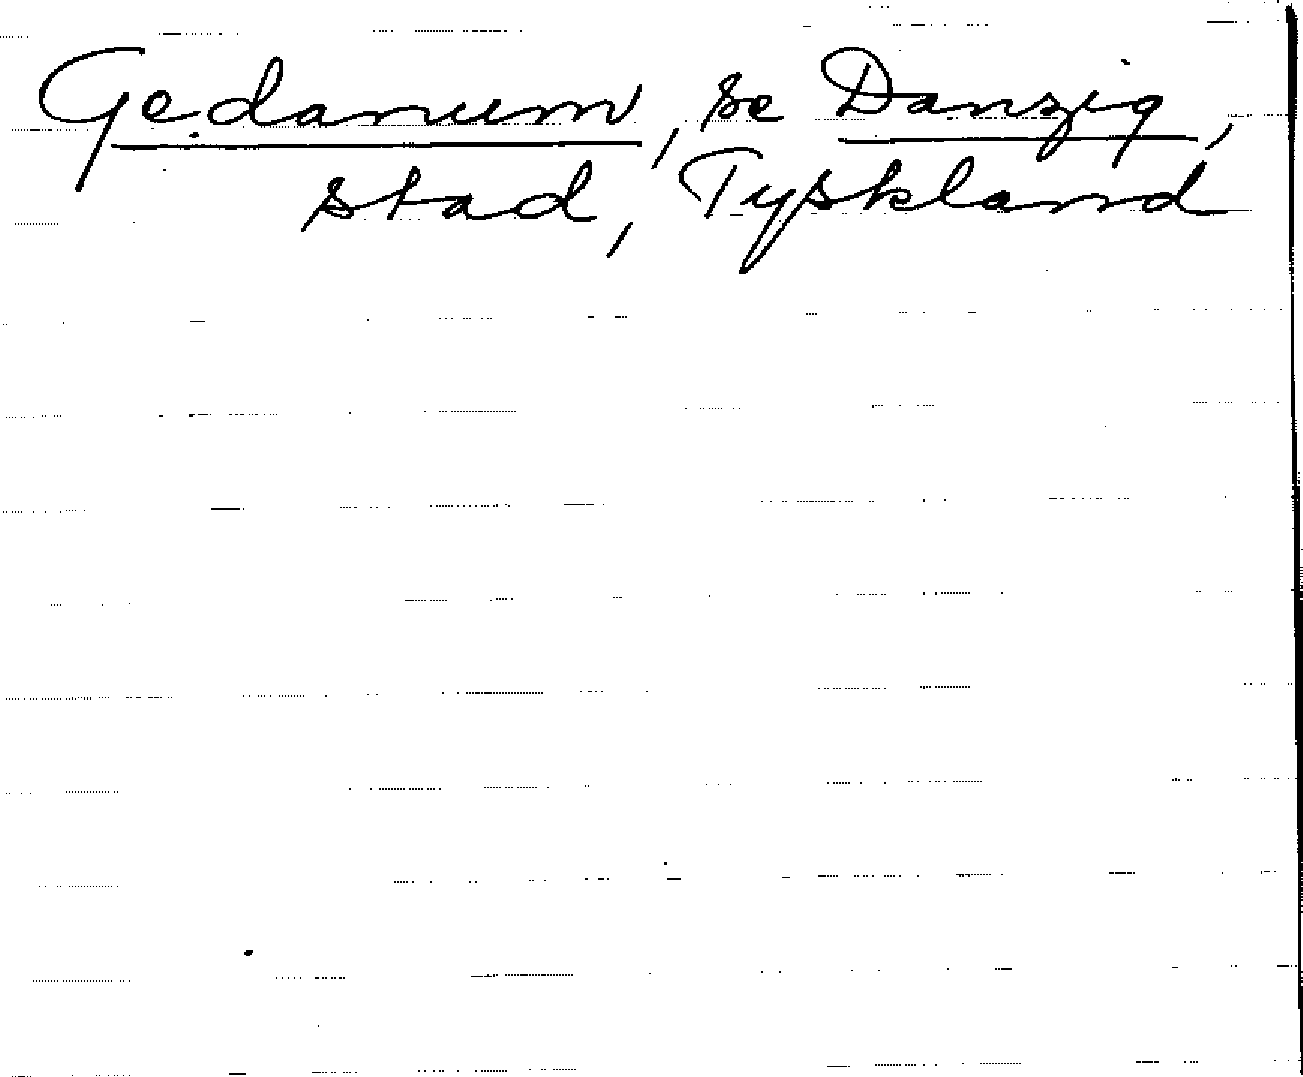 Gedanum, se Danzig,
stad, Tyskland